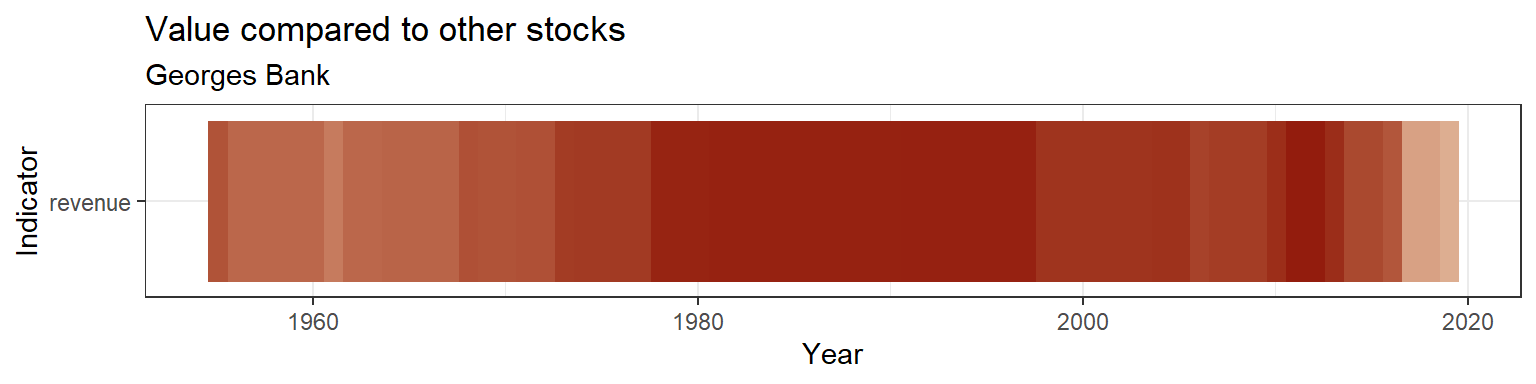 Value compared to other stocks
Georges Bank
Indicator
revenue
1960 1980 2000 2020
Year